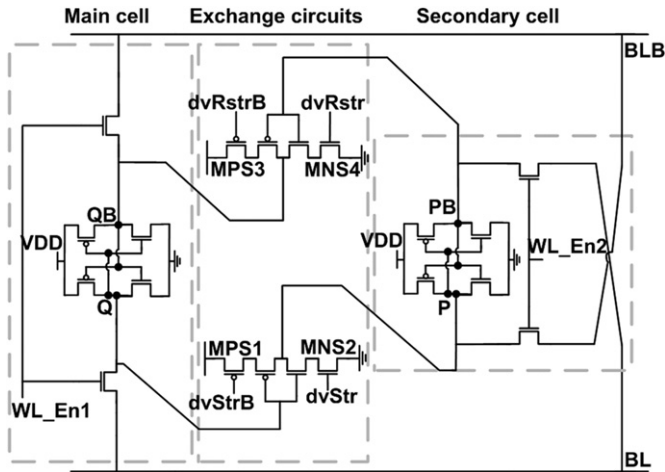 Main cell Exchange circuits Secondary cell
BLB
dvRstrB dvRstr
MPS3 MNS4
QB PB
VDD VDD WL_En2
Q P
MPS1 MNS2
dvStrB dvStr
WL_En1
BL